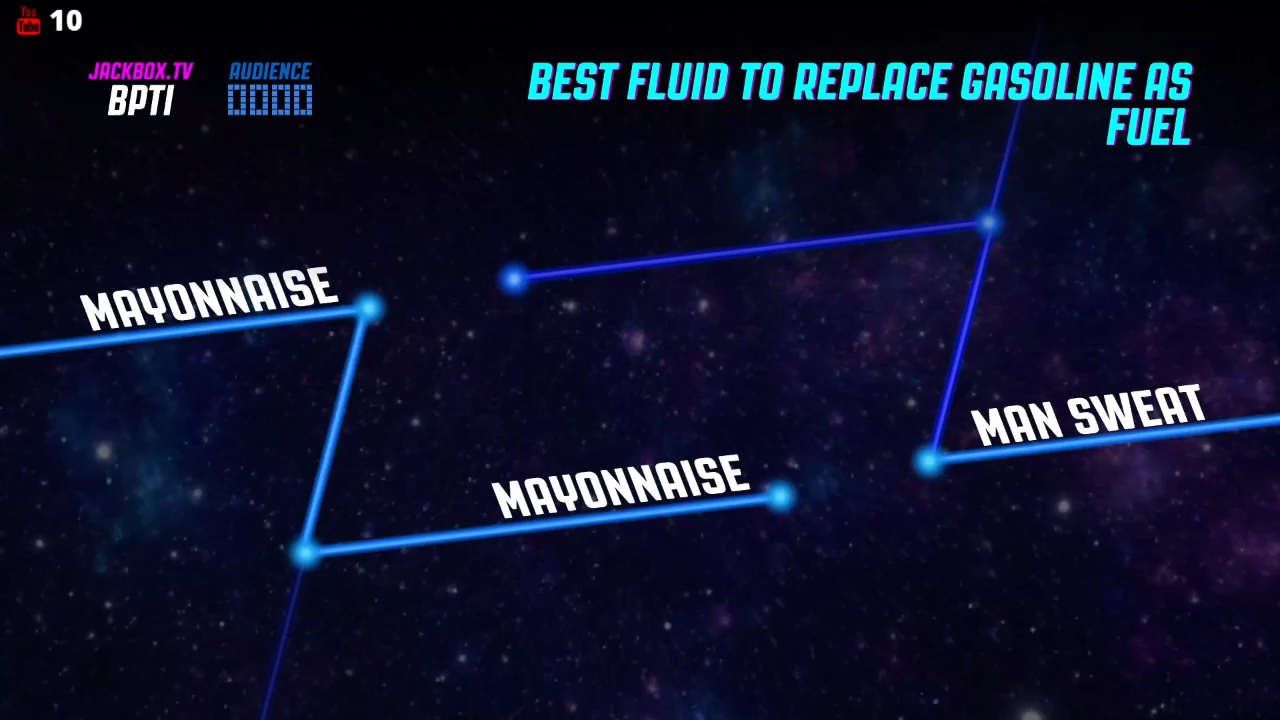 You
Tube 10
JACKBOX.TV
BPTI
AUDIENCE
0000
BEST FLUID TO REPLACE GASOLINE AS
FUEL
MAYONNAISE
MAN SWEAT
MAYONNAISE